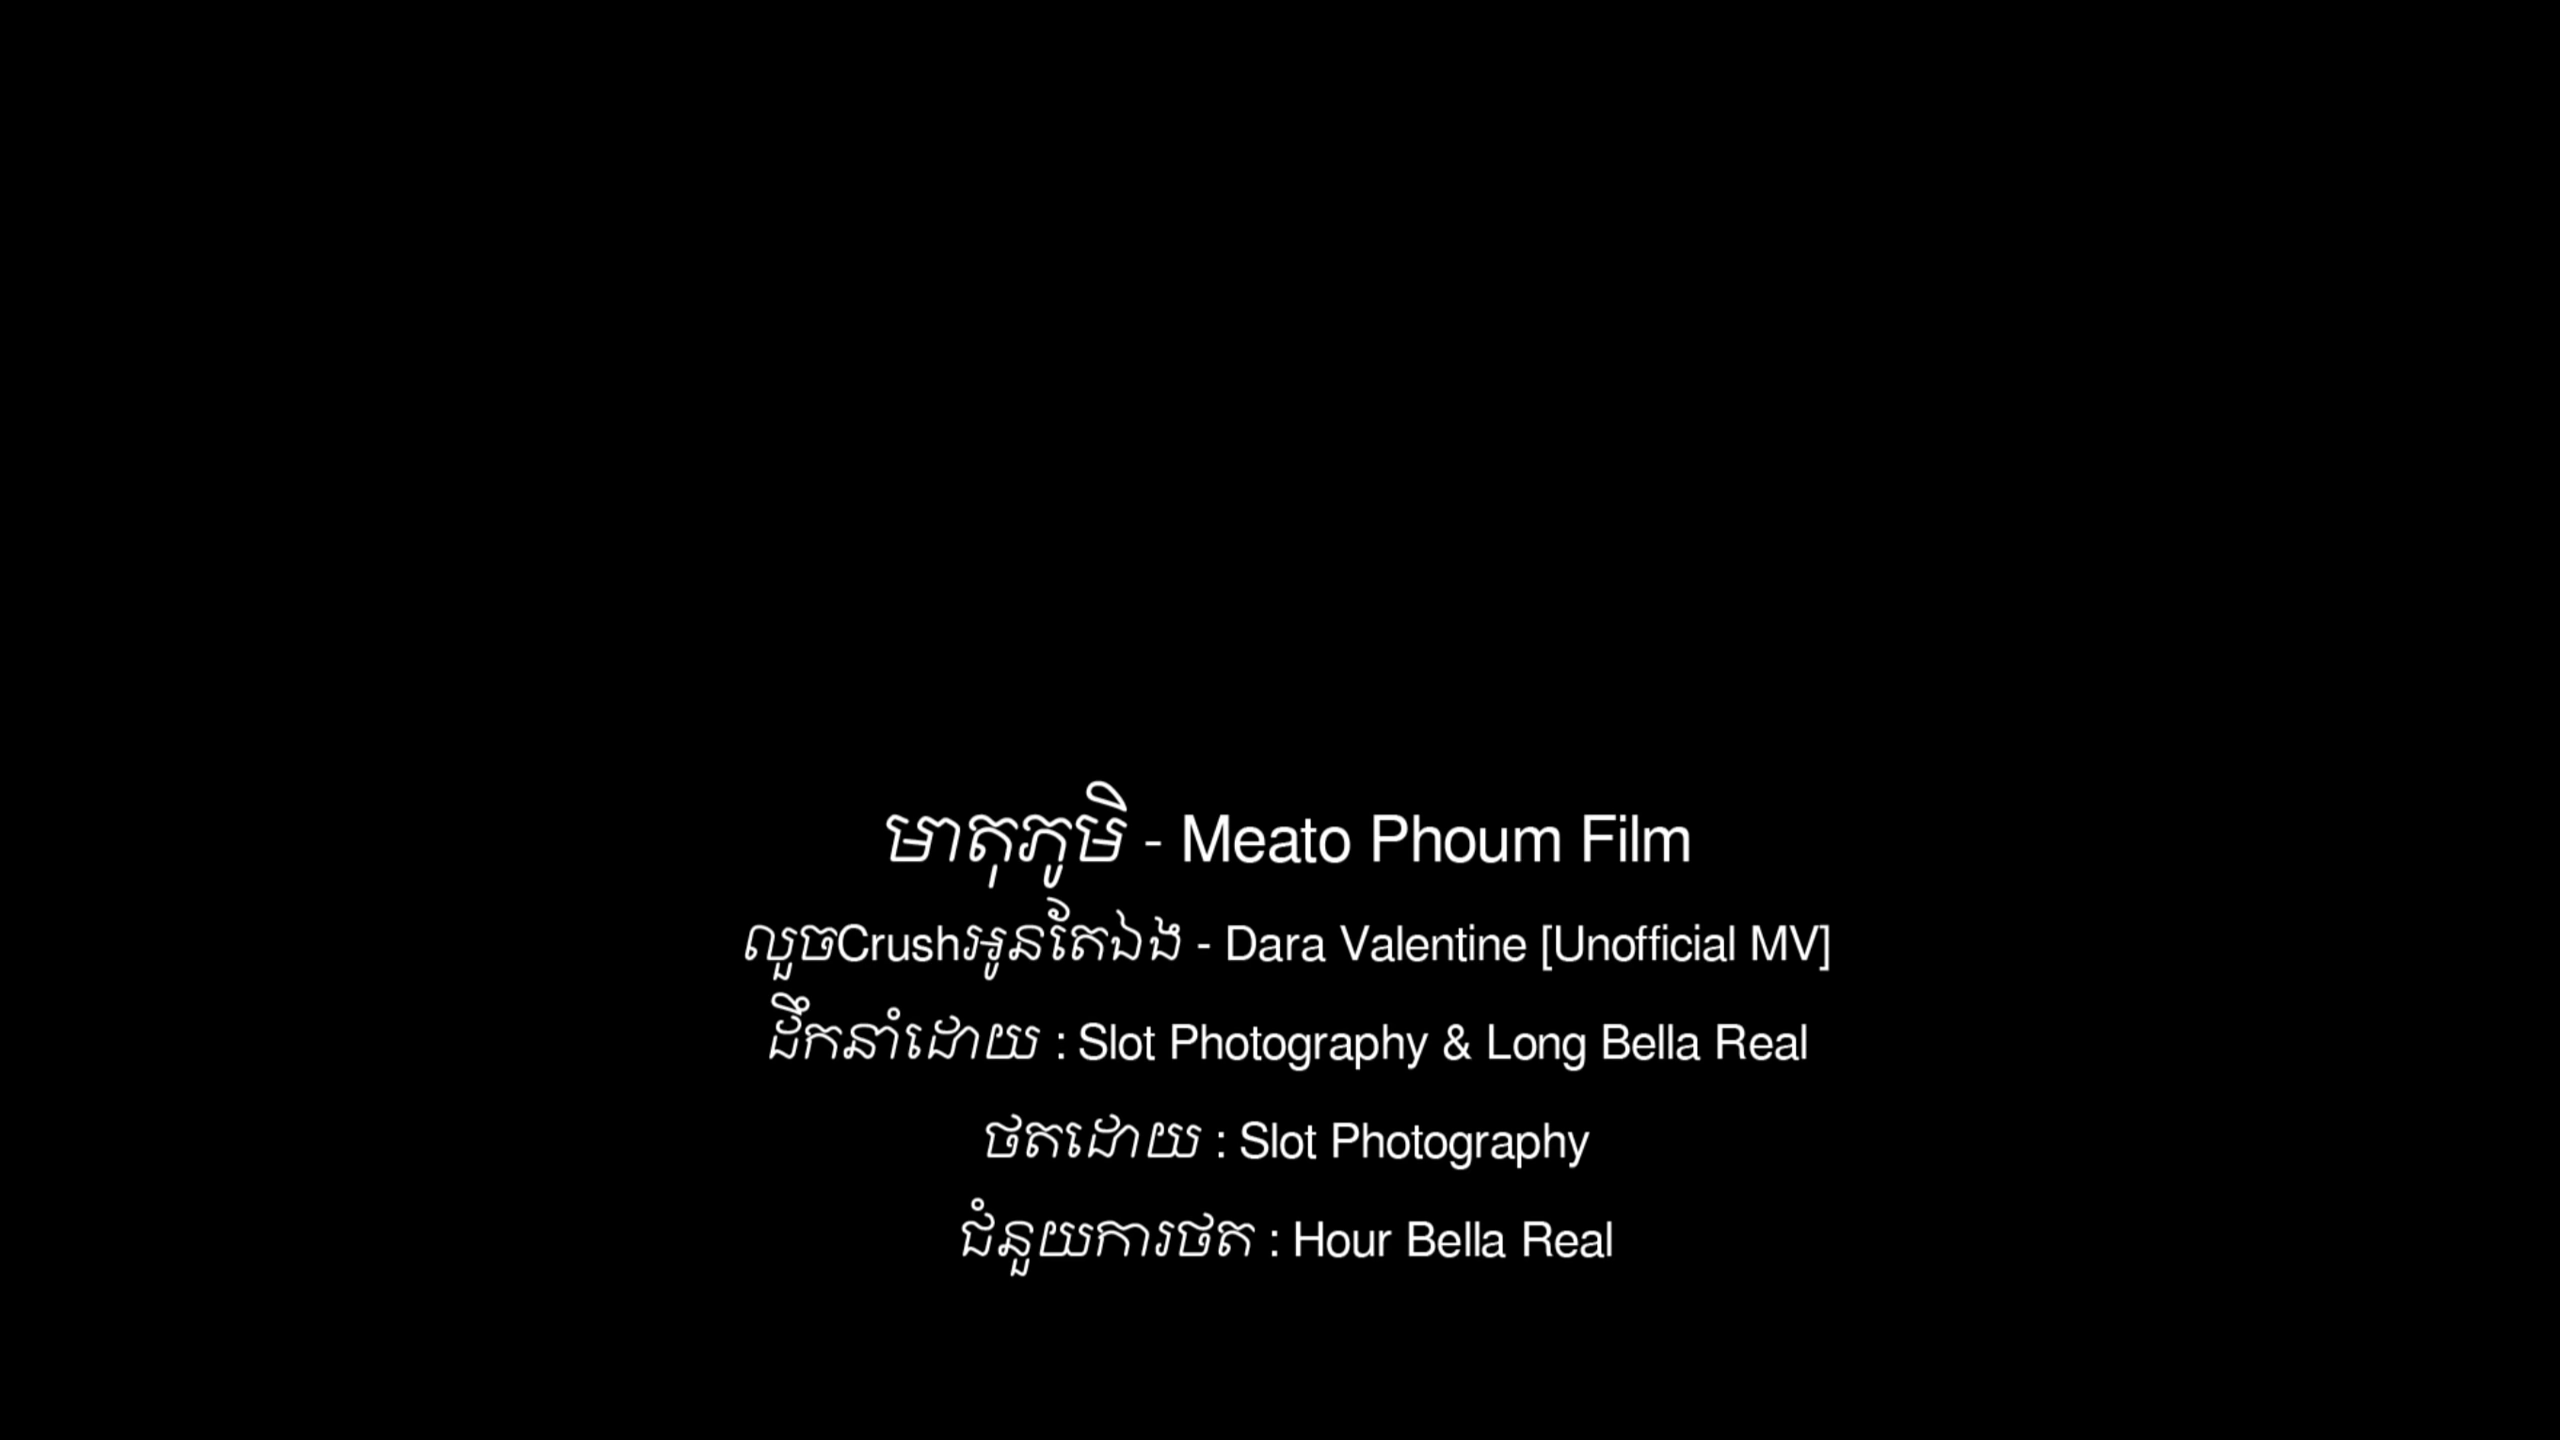 មាតុភូមិ - Meato Phoum Film
លួចCrushអូនតែឯង - Dara Valentine [Unofficial MV]
ដឹកនាំដោយ : Slot Photography & Long Bella Real
ថតដោយ : Slot Photography
ជំនួយការថត : Hour Bella Real